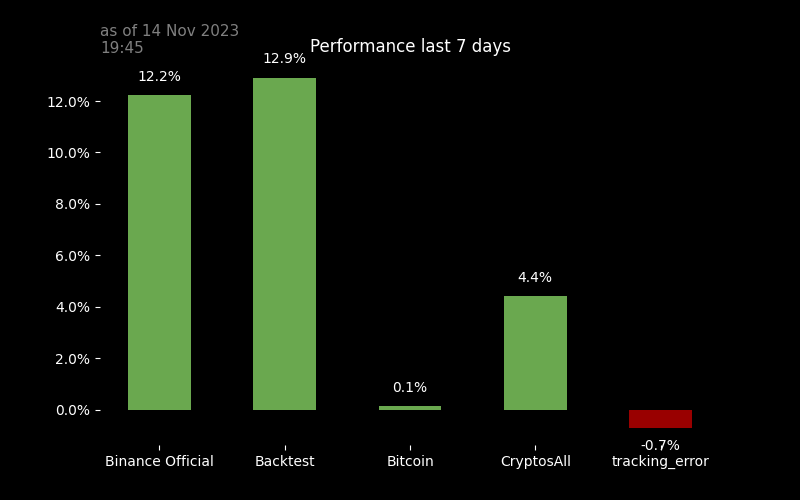 as of 14 Nov 2023
19:45
Performance last 7 days
12.2%
12.9%
0.1%
4.4%
-0.7%
12.0%
10.0%
8.0%
6.0%
4.0%
2.0%
0.0%
Binance Official
Backtest
Bitcoin
CryptosAll
tracking_error